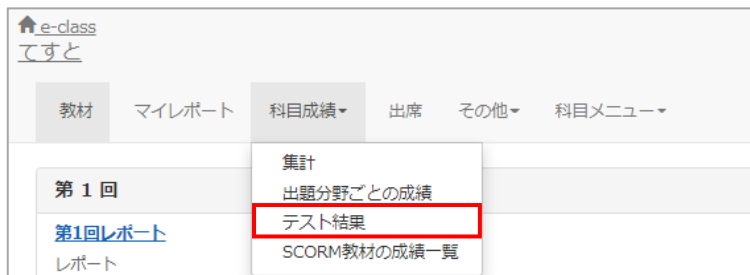 e-class
てすと
教材 マイレポート 科目成績▾ 出席 その他▾ 科目メニュー▾
集計
出題分野ごとの成績
テスト結果
SCORM教材の成績一覧
第 1 回
第1回レポート
レポート